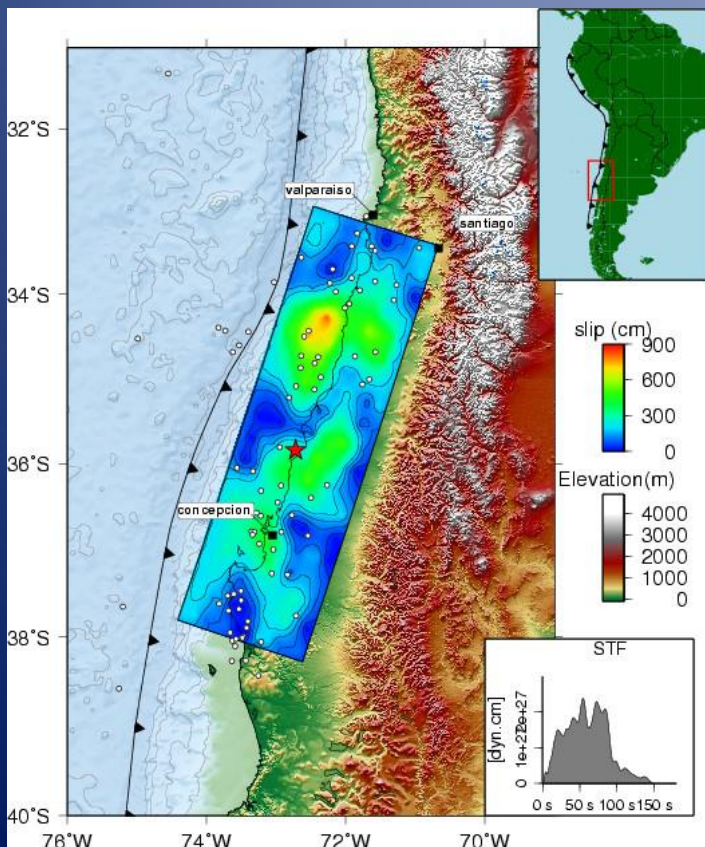 32°S
34°S
36°S
38°S
40°S
76°W
74°W
72°W
70°W
valparaiso
santiago
concepcion
slip (cm)
900
600
300
0
Elevation(m)
4000
3000
2000
1000
0
STF
[dyn.cm]
0
0 s
50 s
100 s
150 s